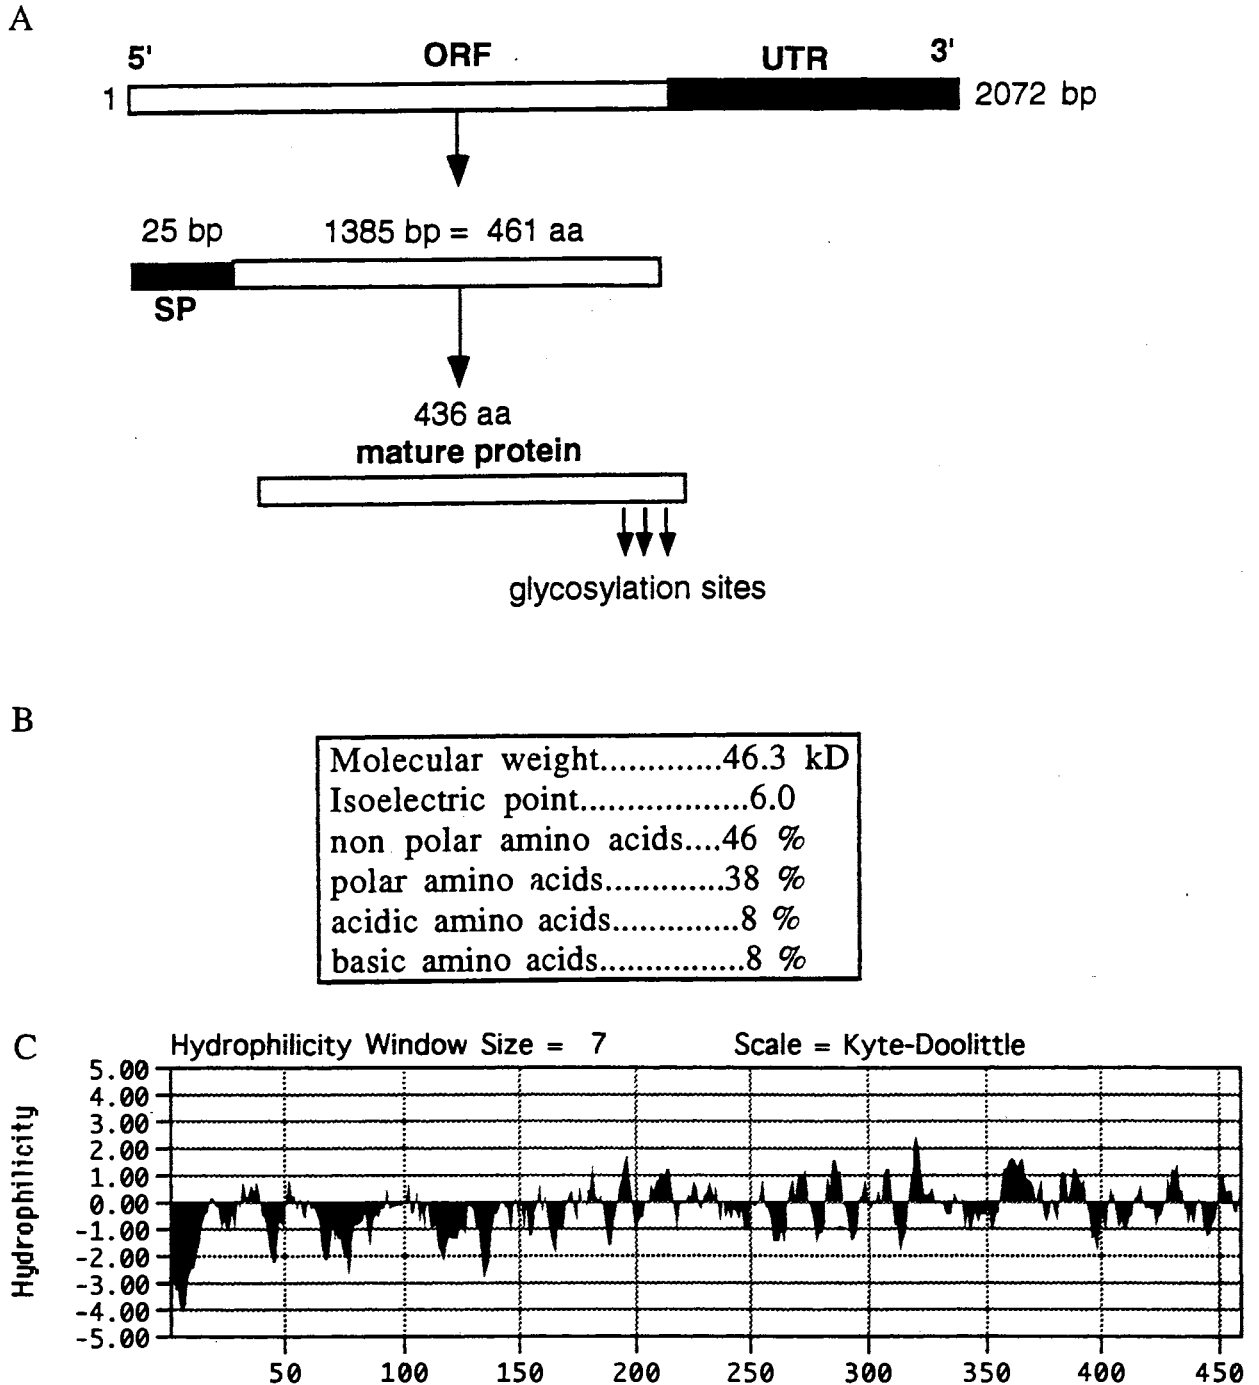 A
5' ORF UTR 3'
1 2072 bp
25 bp 1385 bp = 461 aa
SP
436 aa
mature protein
glycosylation sites
B
Molecular weight.............46.3 kD
Isoelectric point..................6.0
non polar amino acids....46 %
polar amino acids.............38 %
acidic amino acids..............8 %
basic amino acids................8 %
C
Hydrophilicity Window Size = 7 Scale = Kyte-Doolittle
5.00
4.00
3.00
2.00
1.00
0.00
-1.00
-2.00
-3.00
-4.00
-5.00
Hydrophilicity
50 100 150 200 250 300 350 400 450